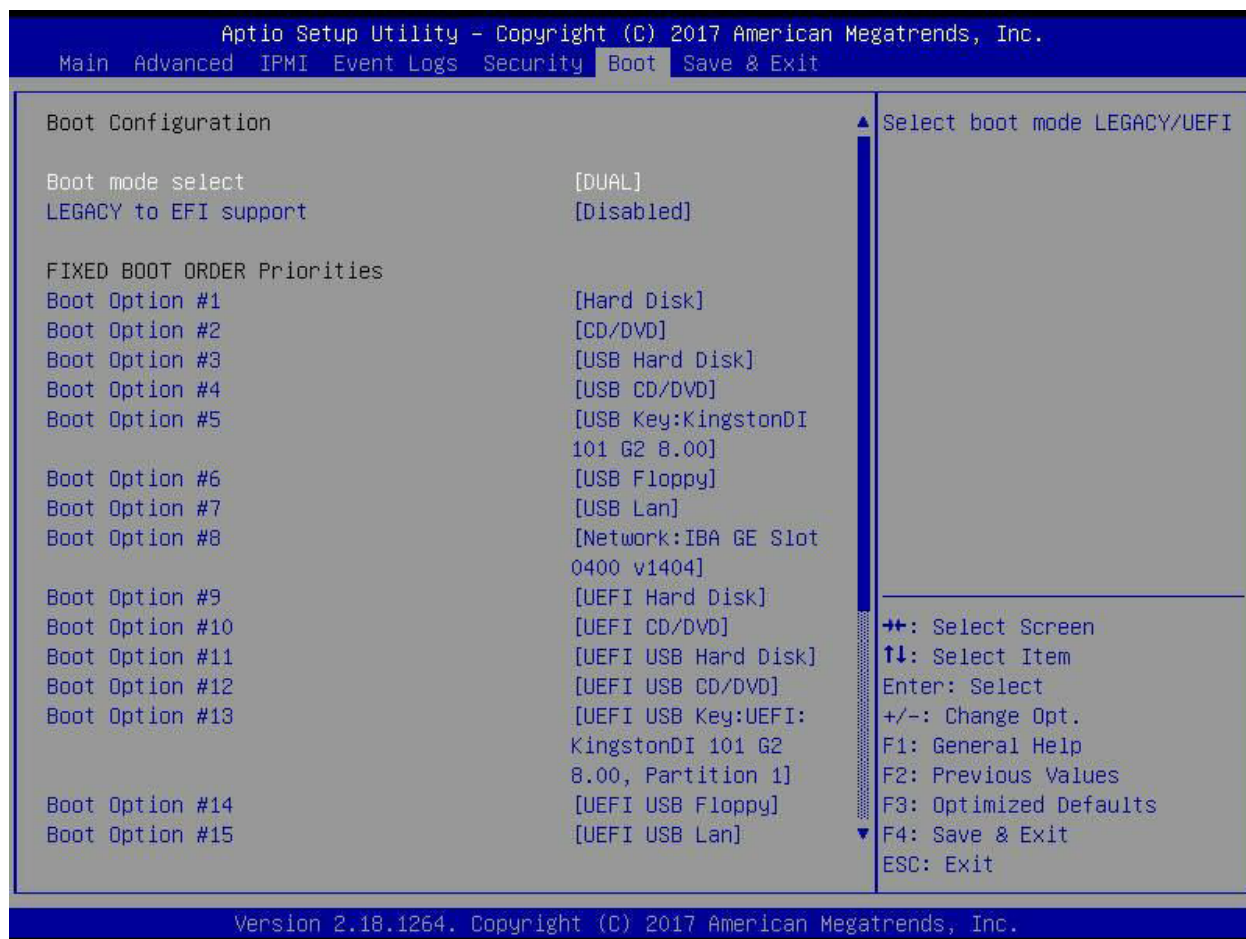 Aptio Setup Utility – Copyright (C) 2017 American Megatrends, Inc.
Main Advanced IPMI Event Logs Security Boot Save & Exit
Boot Configuration
Select boot mode LEGACY/UEFI
Boot mode select [DUAL]
LEGACY to EFI support [Disabled]
FIXED BOOT ORDER Priorities
Boot Option #1 [Hard Disk]
Boot Option #2 [CD/DVD]
Boot Option #3 [USB Hard Disk]
Boot Option #4 [USB CD/DVD]
Boot Option #5 [USB Key:KingstonDI
101 G2 8.00]
Boot Option #6 [USB Floppy]
Boot Option #7 [USB Lan]
Boot Option #8 [Network:IBA GE Slot
0400 v1404]
Boot Option #9 [UEFI Hard Disk]
Boot Option #10 [UEFI CD/DVD]
Boot Option #11 [UEFI USB Hard Disk]
Boot Option #12 [UEFI USB CD/DVD]
Boot Option #13 [UEFI USB Key:UEFI:
KingstonDI 101 G2
8.00, Partition 1]
Boot Option #14 [UEFI USB Floppy]
Boot Option #15 [UEFI USB Lan]
→←: Select Screen
↑↓: Select Item
Enter: Select
+/-: Change Opt.
F1: General Help
F2: Previous Values
F3: Optimized Defaults
F4: Save & Exit
ESC: Exit
Version 2.18.1264. Copyright (C) 2017 American Megatrends, Inc.